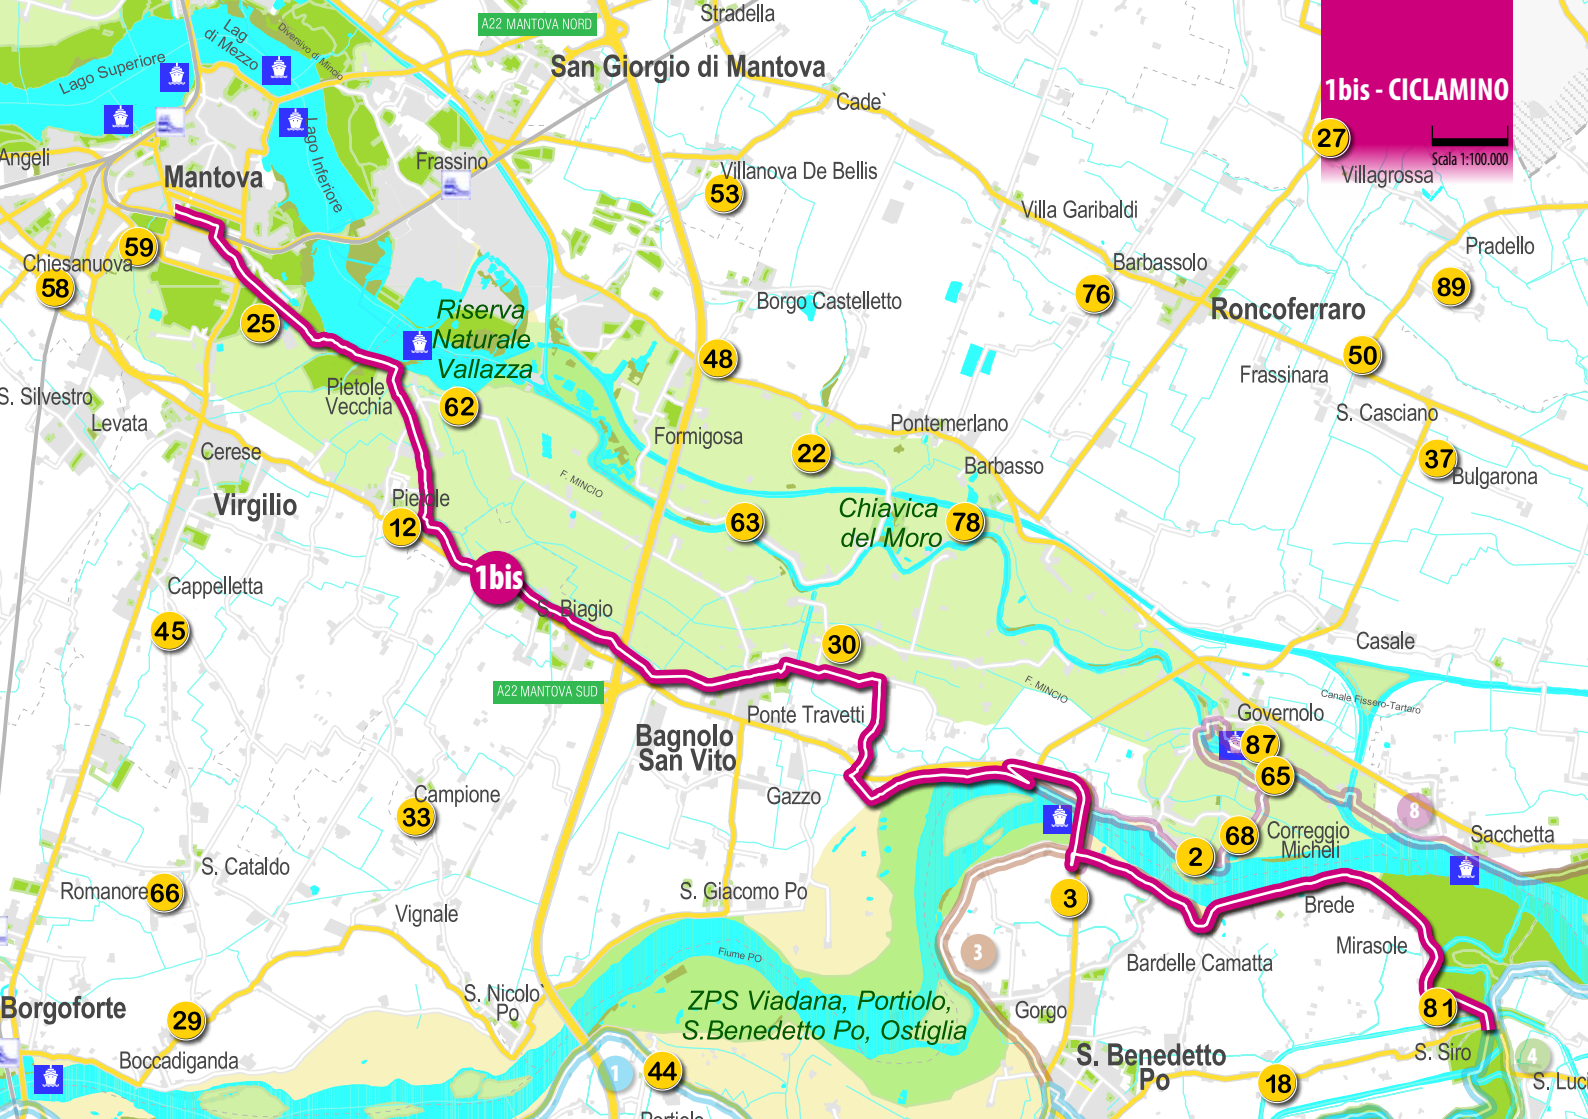 A22 MANTOVA NORD
Stradella
Lag
di Mezzo
Diversivo di Mincio
Lago Superiore
San Giorgio di Mantova
1bis - CICLAMINO
Scala 1:100.000
Cade`
27
Villagrossa
Angeli
Lago Inferiore
Frassino
Mantova
Villanova De Bellis
53
Villa Garibaldi
59
Chiesanuova
58
Pradello
Barbassolo
76
89
Borgo Castelletto
Roncoferraro
25
Riserva
Naturale
Vallazza
48
50
Frassinara
S. Silvestro
Pietole
Vecchia
62
Levata
S. Casciano
Pontemerlano
Formigosa
Cerese
22
37
Bulgarona
Barbasso
F. MINCIO
Virgilio
Pietole
12
63
Chiavica
del Moro
78
1bis
Cappelletta
S. Biagio
45
30
Casale
A22 MANTOVA SUD
F. MINCIO
Canale Fissero-Tartaro
Ponte Travetti
Governolo
Bagnolo
San Vito
87
65
Campione
33
Gazzo
8
68
Correggio
Micheli
Sacchetta
2
S. Cataldo
Romanore
66
S. Giacomo Po
3
Brede
Vignale
Mirasole
3
Fiume PO
Bardelle Camatta
S. Nicolo`
Po
Borgoforte
29
ZPS Viadana, Portiolo,
S.Benedetto Po, Ostiglia
Gorgo
81
Boccadiganda
1
44
S. Benedetto
Po
S. Siro
4
18
S. Luci
Portiolo